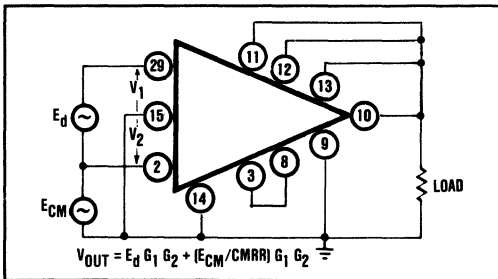 11
12
13
29
V1
15
10
Ed
V2
9
2
8
3
LOAD
14
ECM
VOUT = Ed G1 G2 + (ECM/CMRR) G1 G2